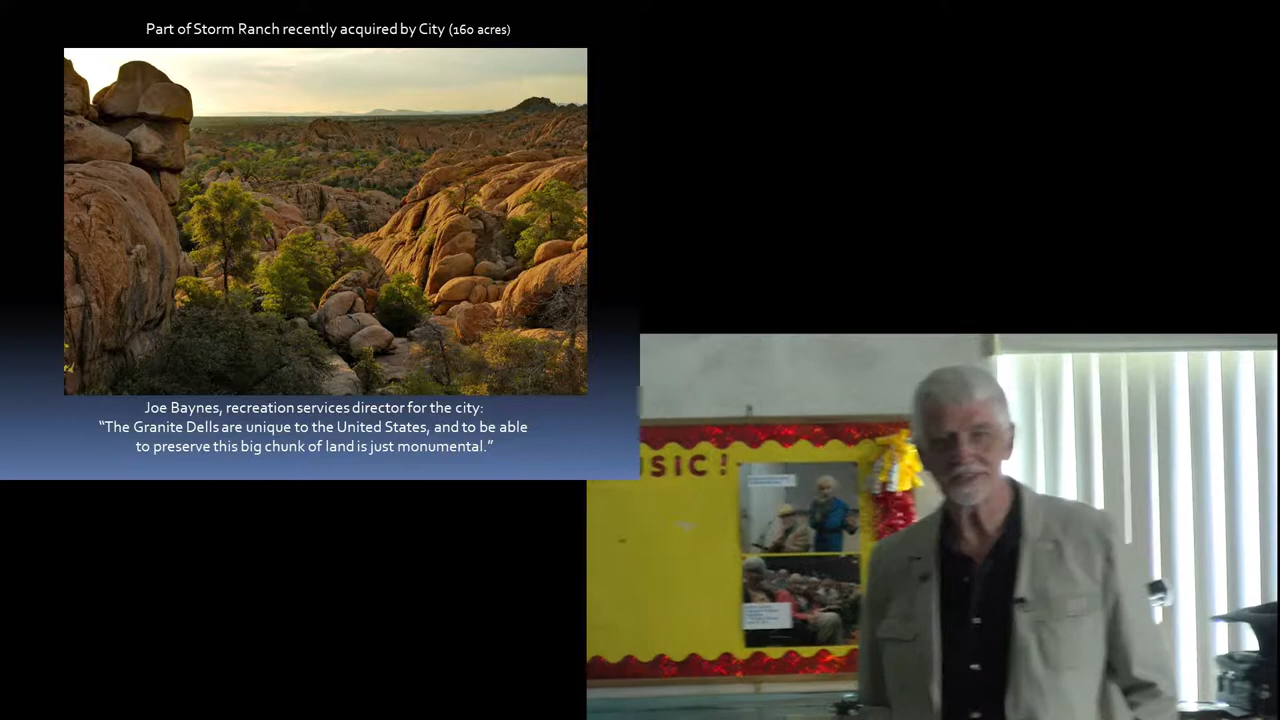 Part of Storm Ranch recently acquired by City (160 acres)
Joe Baynes, recreation services director for the city:
“The Granite Dells are unique to the United States, and to be able
to preserve this big chunk of land is just monumental.”
USIC!